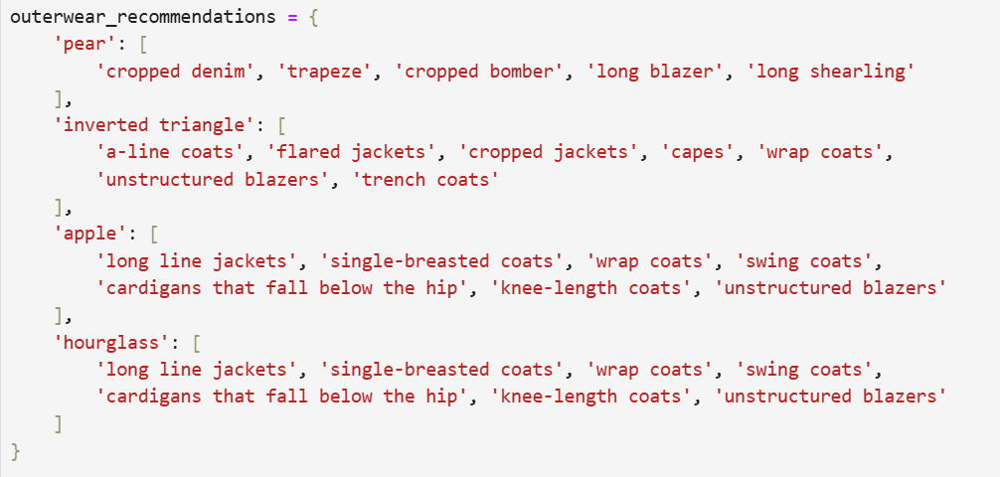 outerwear_recommendations = {
    'pear': [
        'cropped denim', 'trapeze', 'cropped bomber', 'long blazer', 'long shearling'
    ],
    'inverted triangle': [
        'a-line coats', 'flared jackets', 'cropped jackets', 'capes', 'wrap coats',
        'unstructured blazers', 'trench coats'
    ],
    'apple': [
        'long line jackets', 'single-breasted coats', 'wrap coats', 'swing coats',
        'cardigans that fall below the hip', 'knee-length coats', 'unstructured blazers'
    ],
    'hourglass': [
        'long line jackets', 'single-breasted coats', 'wrap coats', 'swing coats',
        'cardigans that fall below the hip', 'knee-length coats', 'unstructured blazers'
    ]
}